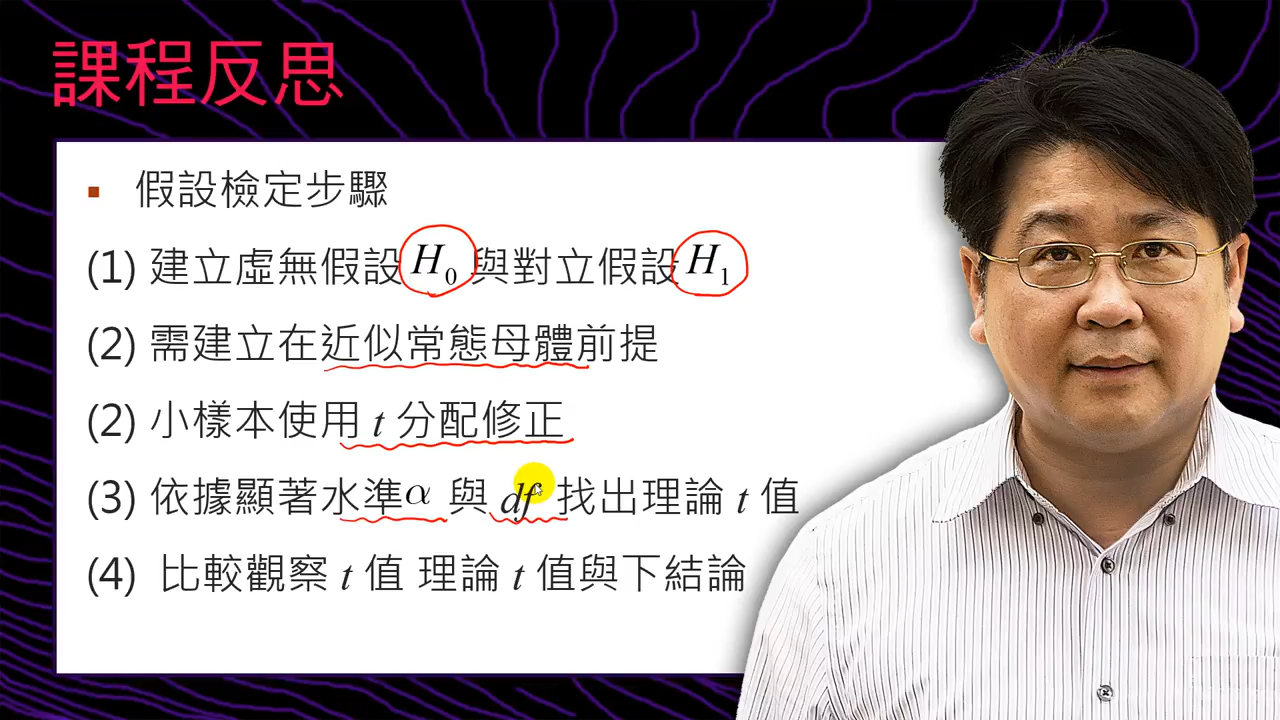 課程反思
▪ 假設檢定步驟
(1) 建立虛無假設 H₀ 與對立假設 H₁
(2) 需建立在近似常態母體前提
(2) 小樣本使用 t 分配修正
(3) 依據顯著水準 α 與 df 找出理論 t 值
(4) 比較觀察 t 值 理論 t 值與下結論